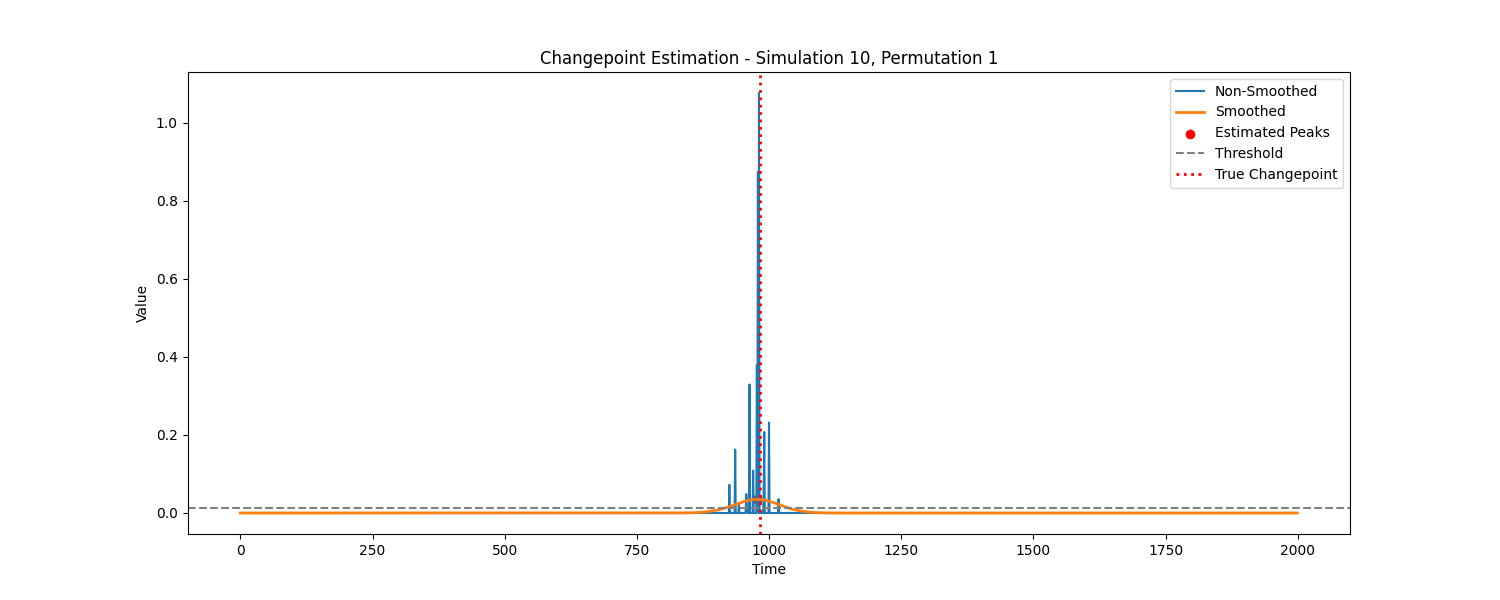 Changepoint Estimation - Simulation 10, Permutation 1
Non-Smoothed
Smoothed
Estimated Peaks
Threshold
True Changepoint
Value
1.0
0.8
0.6
0.4
0.2
0.0
0 250 500 750 1000 1250 1500 1750 2000
Time